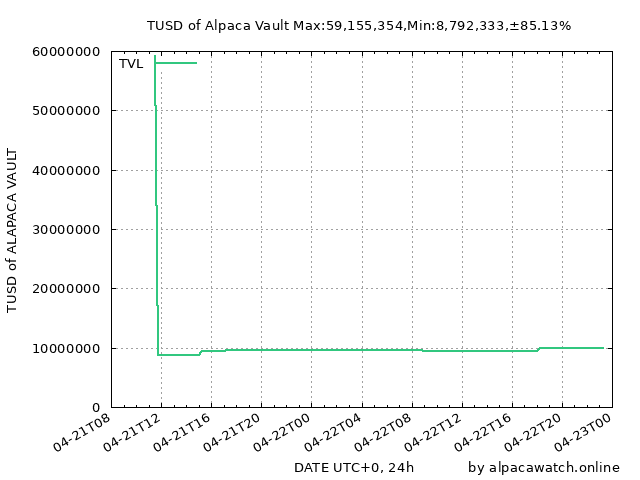 TUSD of Alpaca Vault Max:59,155,354,Min:8,792,333,±85.13%
TVL
60000000
50000000
40000000
30000000
20000000
10000000
0
TUSD of ALAPACA VAULT
04-21T08
04-21T12
04-21T16
04-21T20
04-22T00
04-22T04
04-22T08
04-22T12
04-22T16
04-22T20
04-23T00
DATE UTC+0, 24h
by alpacawatch.online